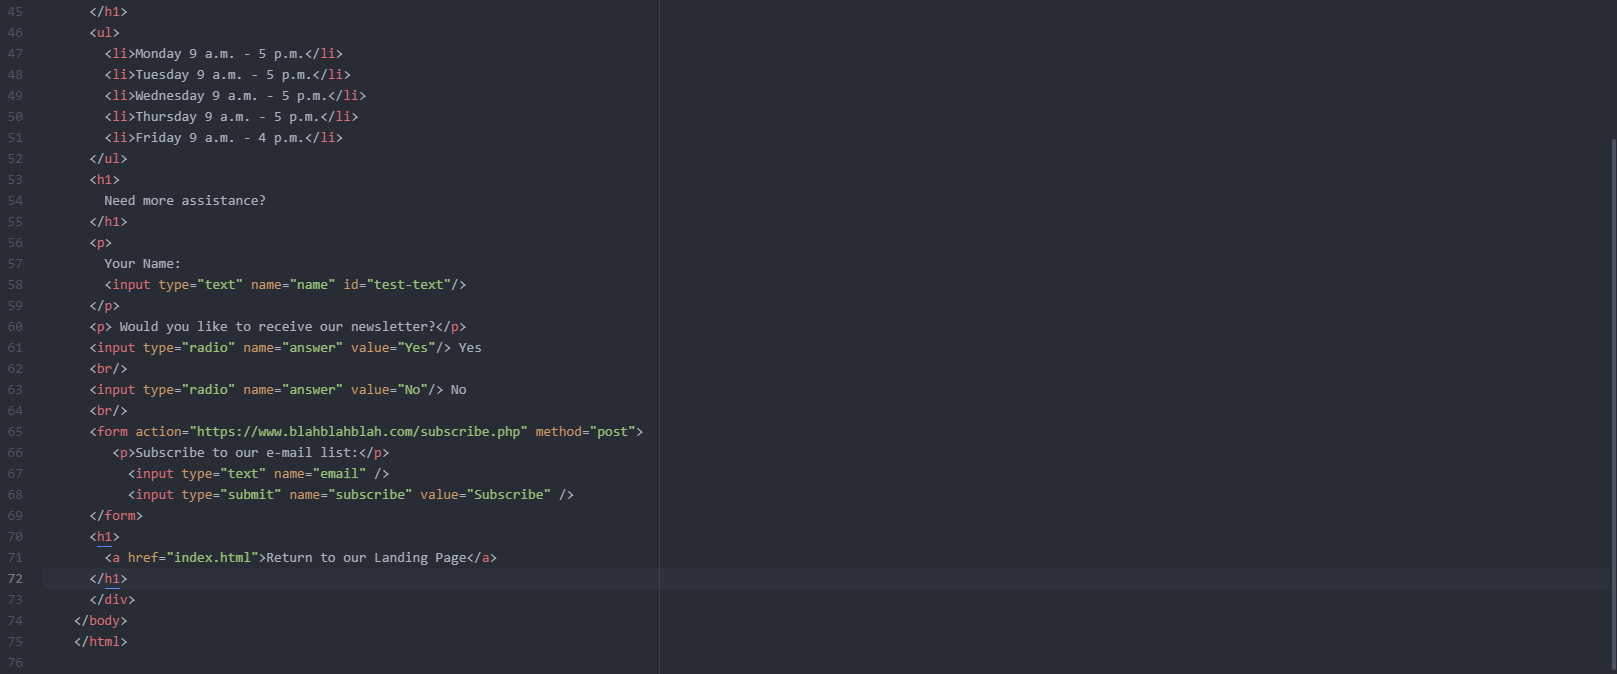 45 </h1>
46 <ul>
47 <li>Monday 9 a.m. - 5 p.m.</li>
48 <li>Tuesday 9 a.m. - 5 p.m.</li>
49 <li>Wednesday 9 a.m. - 5 p.m.</li>
50 <li>Thursday 9 a.m. - 5 p.m.</li>
51 <li>Friday 9 a.m. - 4 p.m.</li>
52 </ul>
53 <h1>
54 Need more assistance?
55 </h1>
56 <p>
57 Your Name:
58 <input type="text" name="name" id="test-text"/>
59 </p>
60 <p> Would you like to receive our newsletter?</p>
61 <input type="radio" name="answer" value="Yes"/> Yes
62 <br/>
63 <input type="radio" name="answer" value="No"/> No
64 <br/>
65 <form action="https://www.blahblahblah.com/subscribe.php" method="post">
66 <p>Subscribe to our e-mail list:</p>
67 <input type="text" name="email" />
68 <input type="submit" name="subscribe" value="Subscribe" />
69 </form>
70 <h1>
71 <a href="index.html">Return to our Landing Page</a>
72 </h1>
73 </div>
74 </body>
75 </html>
76